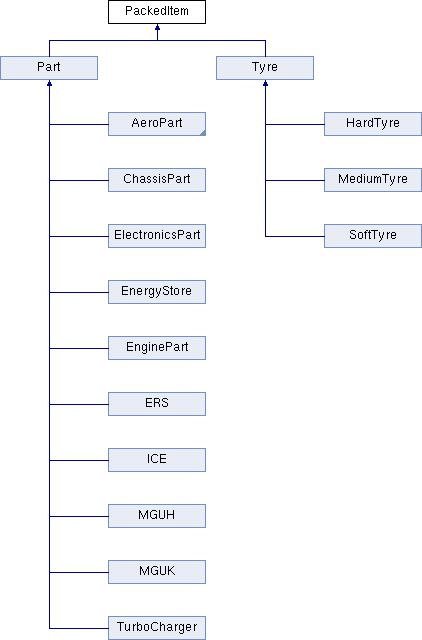 PackedItem
Part
Tyre
AeroPart
HardTyre
ChassisPart
MediumTyre
ElectronicsPart
SoftTyre
EnergyStore
EnginePart
ERS
ICE
MGUH
MGUK
TurboCharger